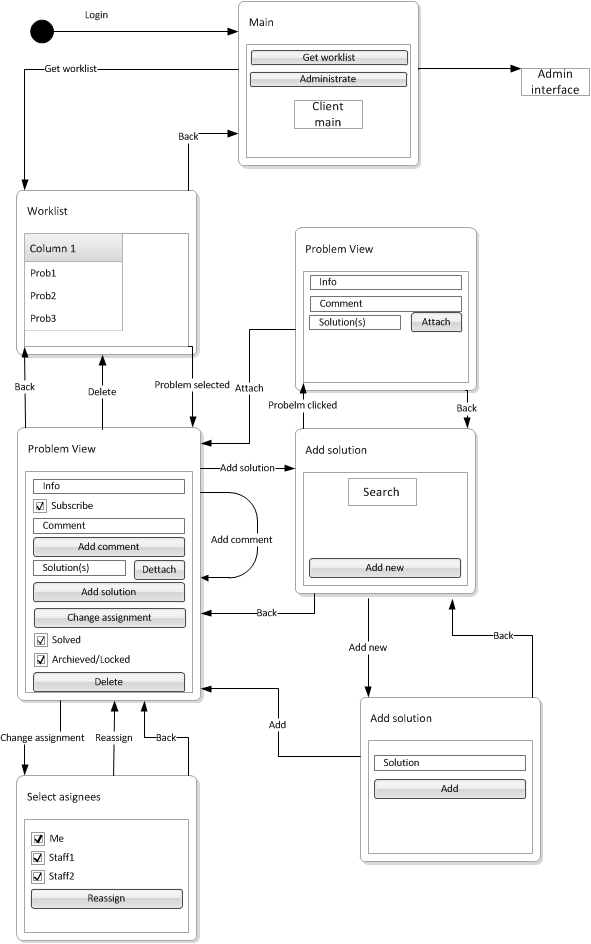 Login
Main
Get worklist
Administrate
Client
main
Admin
interface
Get worklist
Back
Worklist
Column 1
Prob1
Prob2
Prob3
Problem View
Info
Comment
Solution(s)
Attach
Back
Delete
Problem selected
Attach
Probelm clicked
Back
Problem View
Info
Subscribe
Comment
Add comment
Solution(s)
Dettach
Add solution
Change assignment
Solved
Archieved/Locked
Delete
Add solution
Add comment
Back
Add solution
Search
Add new
Add new
Back
Add
Add solution
Solution
Add
Change assignment
Reassign
Back
Select asignees
Me
Staff1
Staff2
Reassign